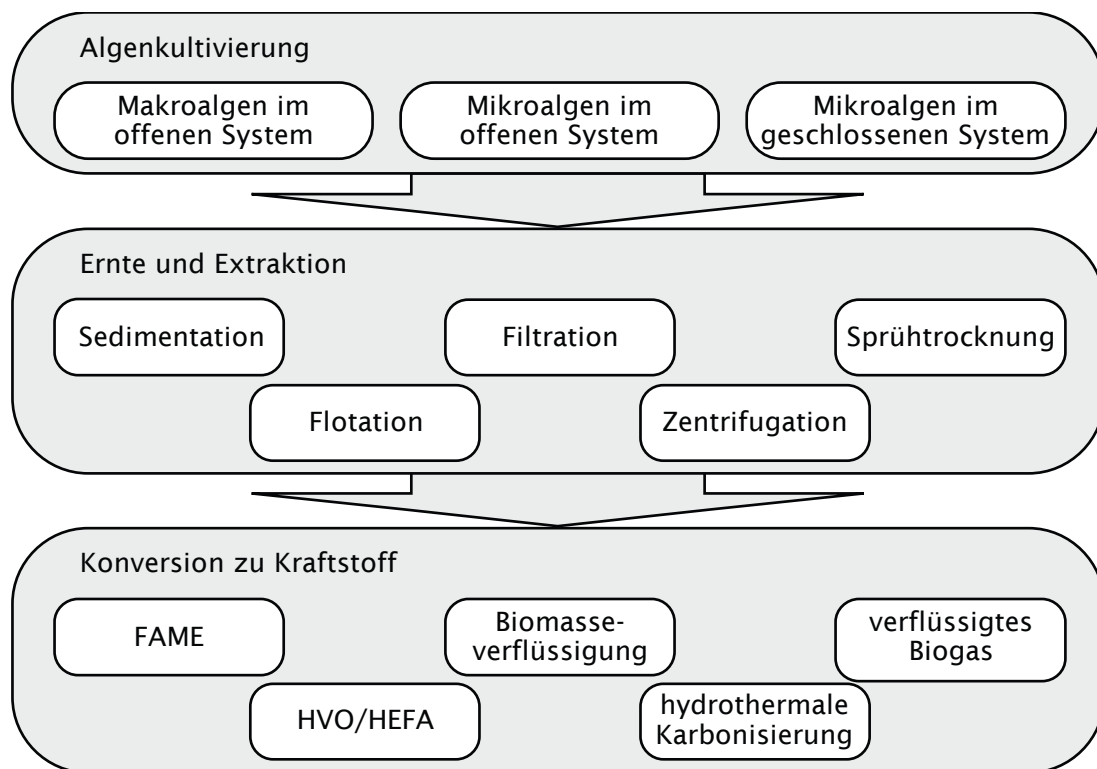 Algenkultivierung
Makroalgen im
offenen System
Mikroalgen im
offenen System
Mikroalgen im
geschlossenen System
Ernte und Extraktion
Sedimentation
Filtration
Sprühtrocknung
Flotation
Zentrifugation
Konversion zu Kraftstoff
FAME
Biomasse-
verflüssigung
verflüssigtes
Biogas
HVO/HEFA
hydrothermale
Karbonisierung